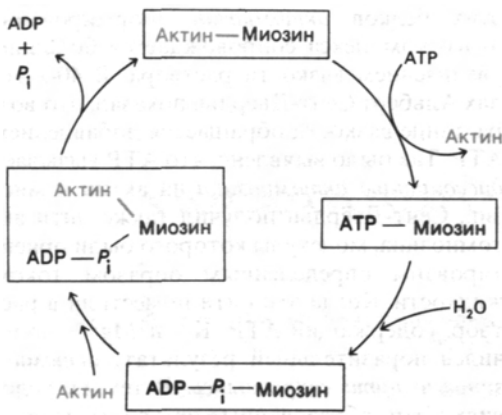 ADP
+
Pi
Актин — Миозин
ATP
Актин
Актин
Миозин
ADP — Pi
ATP — Миозин
H₂O
Актин
ADP — Pi — Миозин